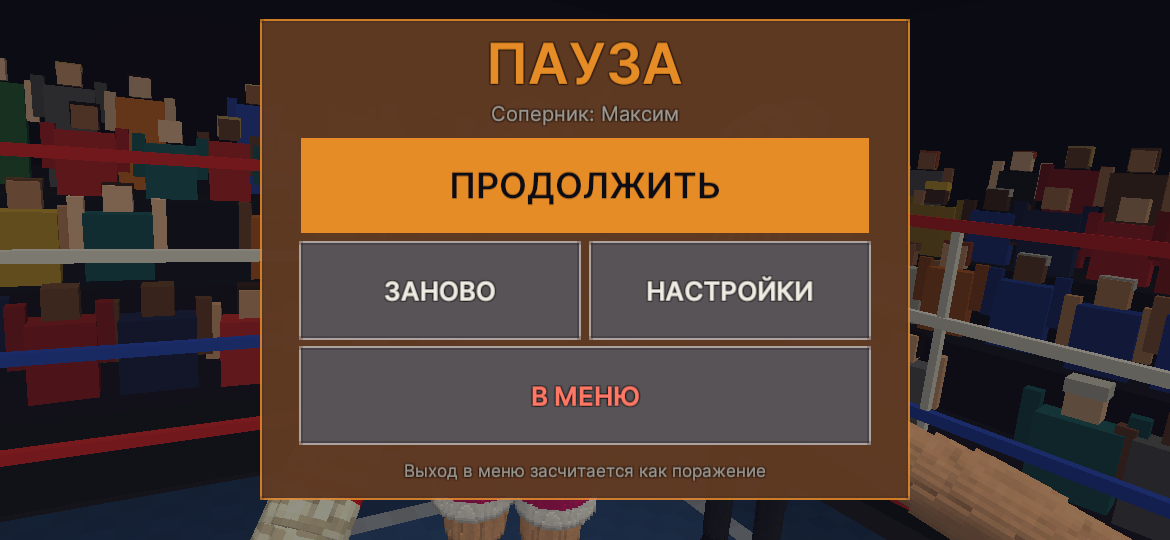 ПАУЗА
Соперник: Максим
ПРОДОЛЖИТЬ
ЗАНОВО
НАСТРОЙКИ
В МЕНЮ
Выход в меню засчитается как поражение